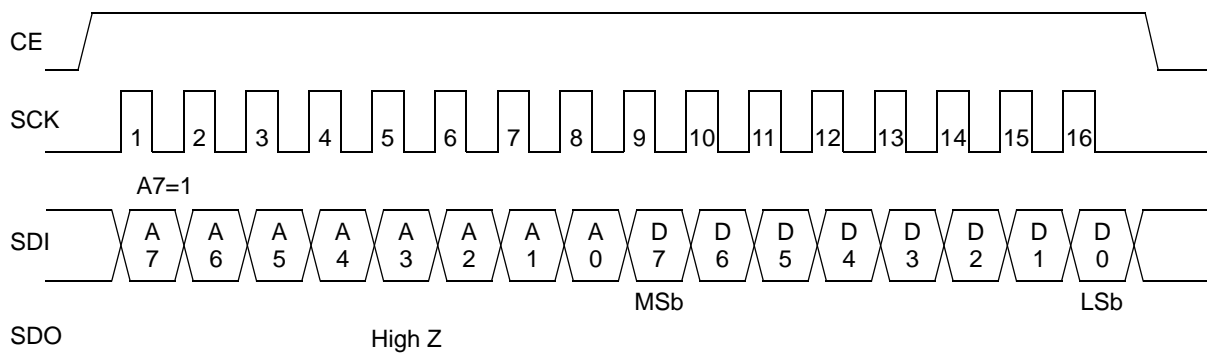 CE
SCK
1 2 3 4 5 6 7 8 9 10 11 12 13 14 15 16
A7=1
SDI
A A A A A A A A D D D D D D D D
7 6 5 4 3 2 1 0 7 6 5 4 3 2 1 0
MSb LSb
SDO High Z